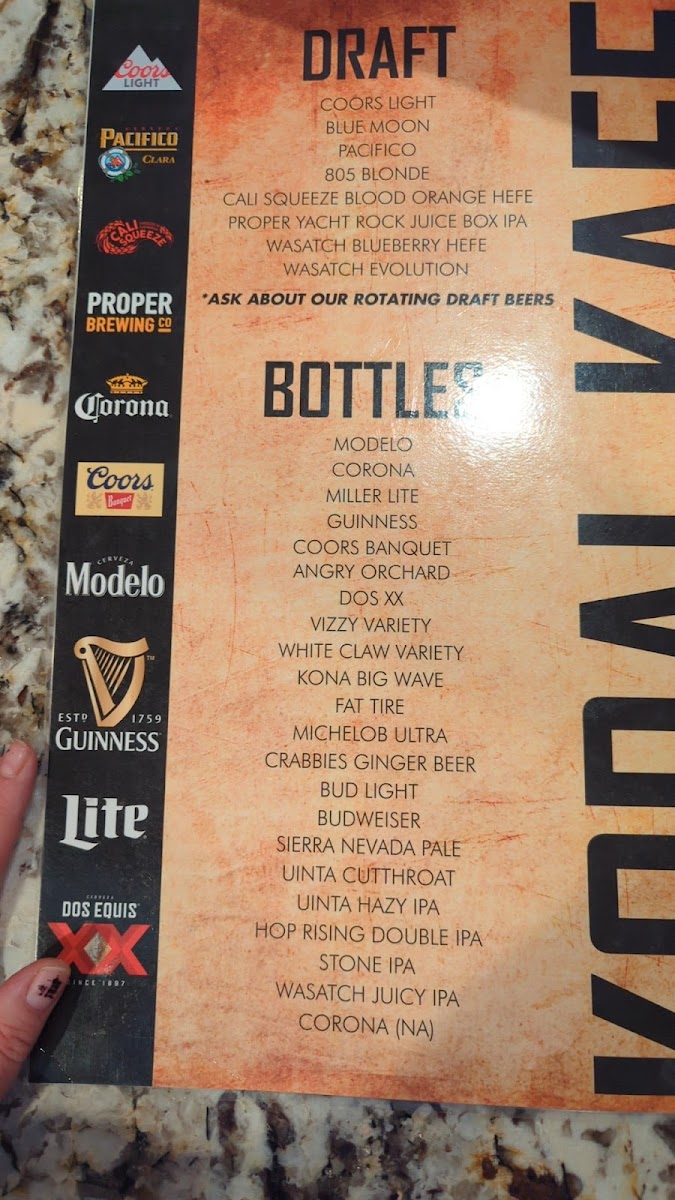 Coors
LIGHT
CERVEZA
PACIFICO
CLARA
CALI
SQUEEZE
PROPER
BREWING CO
Corona
Coors
Banquet
CERVEZA
Modelo
ESTD 1759
GUINNESS
TM
Lite
CERVEZA
DOS EQUIS
XX
SINCE 1897
DRAFT
COORS LIGHT
BLUE MOON
PACIFICO
805 BLONDE
CALI SQUEEZE BLOOD ORANGE HEFE
PROPER YACHT ROCK JUICE BOX IPA
WASATCH BLUEBERRY HEFE
WASATCH EVOLUTION
*ASK ABOUT OUR ROTATING DRAFT BEERS
BOTTLES
MODELO
CORONA
MILLER LITE
GUINNESS
COORS BANQUET
ANGRY ORCHARD
DOS XX
VIZZY VARIETY
WHITE CLAW VARIETY
KONA BIG WAVE
FAT TIRE
MICHELOB ULTRA
CRABBIES GINGER BEER
BUD LIGHT
BUDWEISER
SIERRA NEVADA PALE
UINTA CUTTHROAT
UINTA HAZY IPA
HOP RISING DOUBLE IPA
STONE IPA
WASATCH JUICY IPA
CORONA (NA)